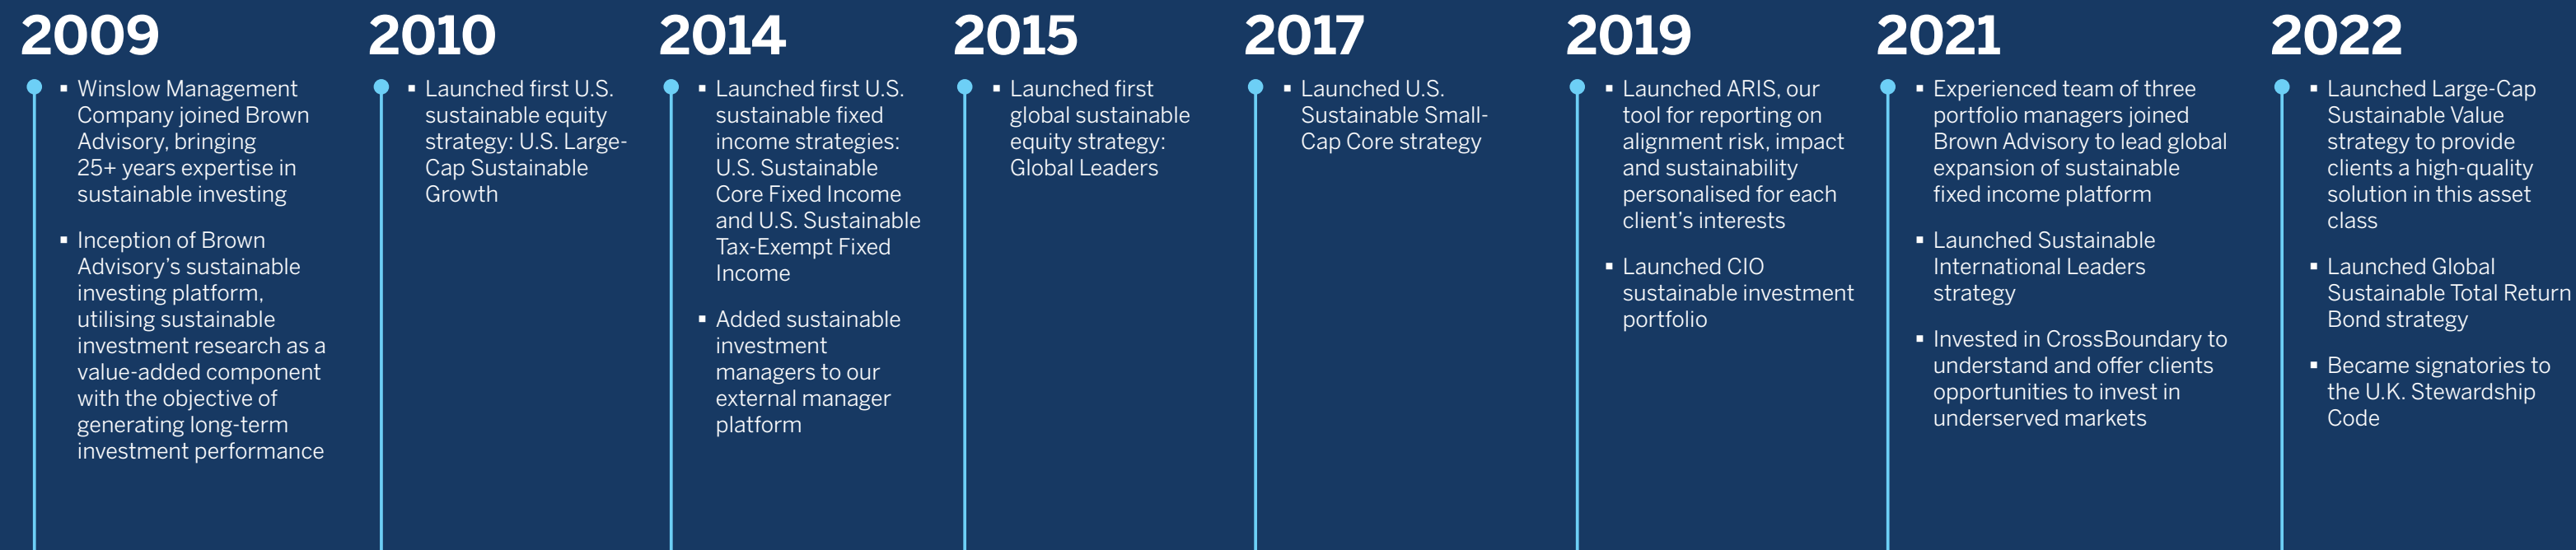 2009
▪ Winslow Management
Company joined Brown
Advisory, bringing
25+ years expertise in
sustainable investing
▪ Inception of Brown
Advisory’s sustainable
investing platform,
utilising sustainable
investment research as a
value-added component
with the objective of
generating long-term
investment performance
2010
▪ Launched first U.S.
sustainable equity
strategy: U.S. Large-
Cap Sustainable
Growth
2014
▪ Launched first U.S.
sustainable fixed
income strategies:
U.S. Sustainable
Core Fixed Income
and U.S. Sustainable
Tax-Exempt Fixed
Income
▪ Added sustainable
investment
managers to our
external manager
platform
2015
▪ Launched first
global sustainable
equity strategy:
Global Leaders
2017
▪ Launched U.S.
Sustainable Small-
Cap Core strategy
2019
▪ Launched ARIS, our
tool for reporting on
alignment risk, impact
and sustainability
personalised for each
client’s interests
▪ Launched CIO
sustainable investment
portfolio
2021
▪ Experienced team of three
portfolio managers joined
Brown Advisory to lead global
expansion of sustainable
fixed income platform
▪ Launched Sustainable
International Leaders
strategy
▪ Invested in CrossBoundary to
understand and offer clients
opportunities to invest in
underserved markets
2022
▪ Launched Large-Cap
Sustainable Value
strategy to provide
clients a high-quality
solution in this asset
class
▪ Launched Global
Sustainable Total Return
Bond strategy
▪ Became signatories to
the U.K. Stewardship
Code